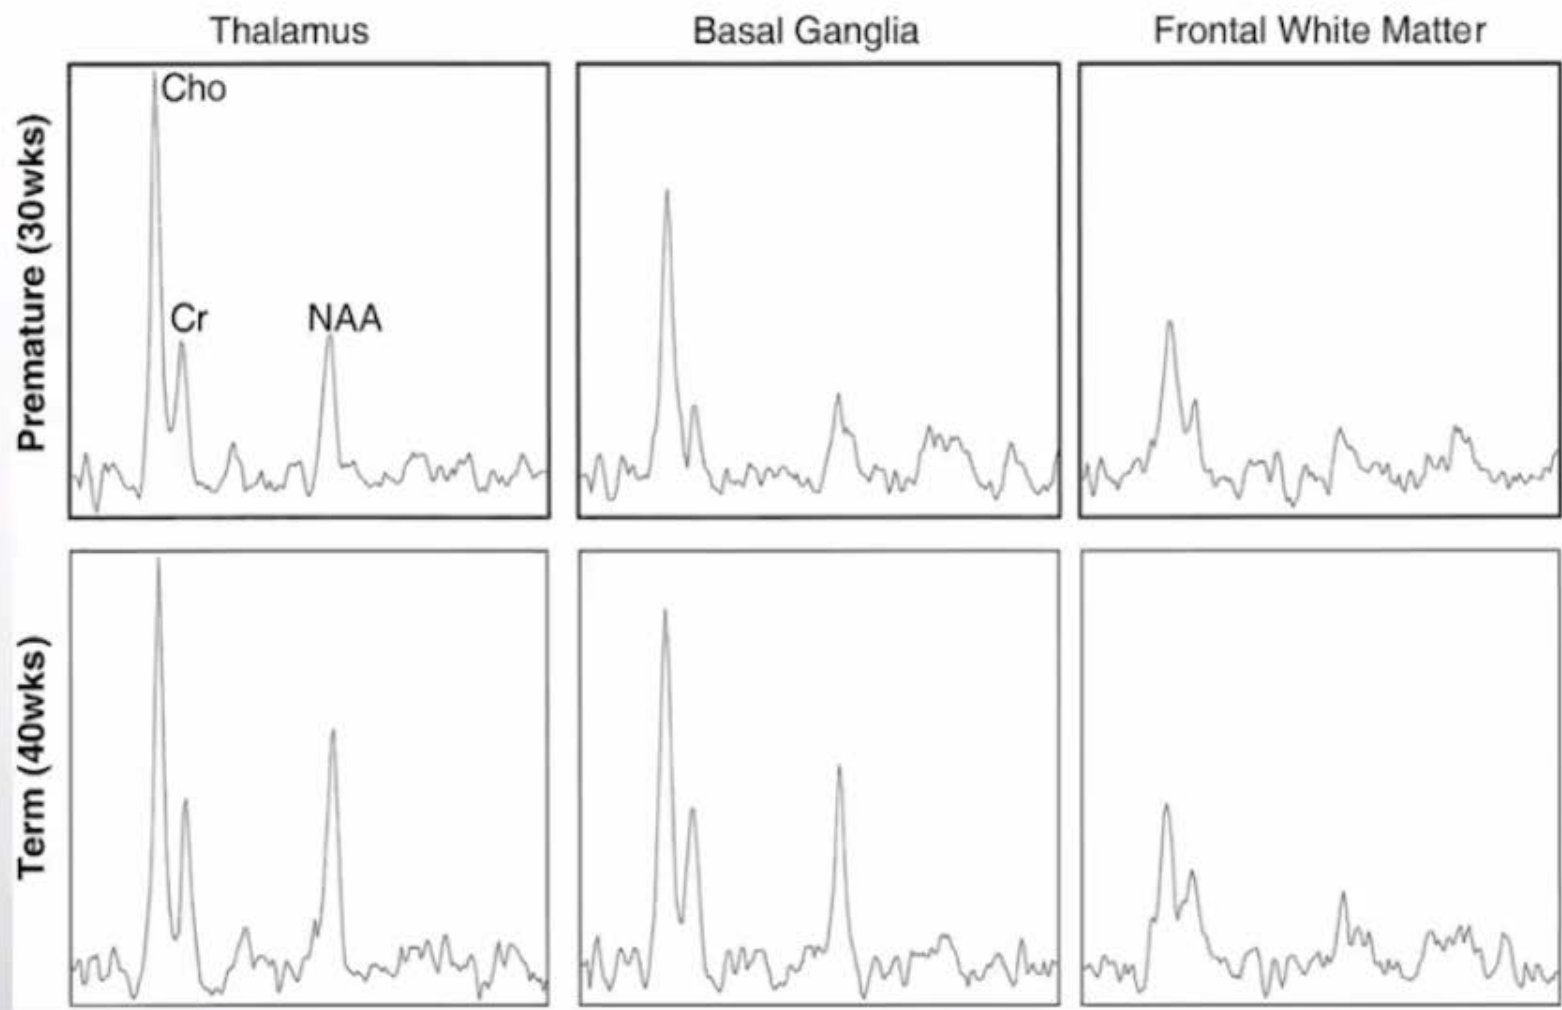 Thalamus
Basal Ganglia
Frontal White Matter
Premature (30wks)
Cho
Cr
NAA
Term (40wks)